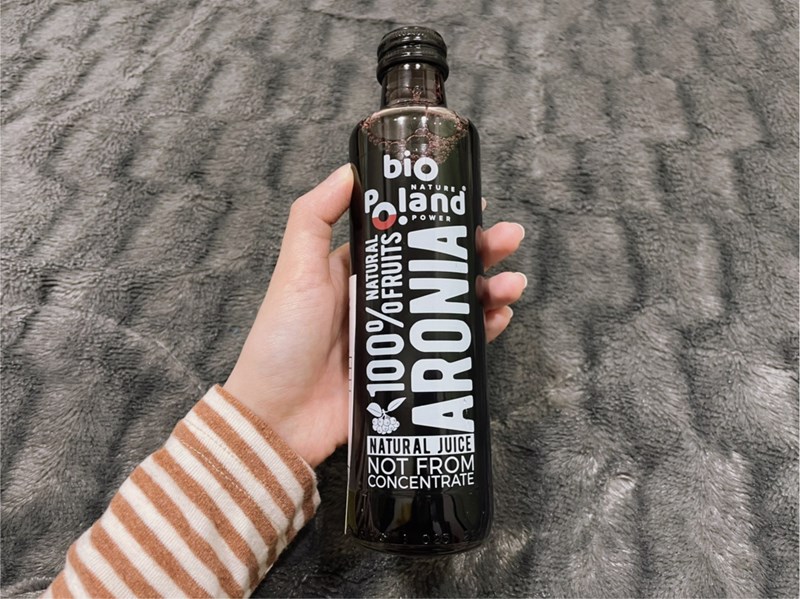 bio
NATURE ®
Poland
POWER
100% NATURAL
FRUITS
ARONIA
NATURAL JUICE
NOT FROM
CONCENTRATE